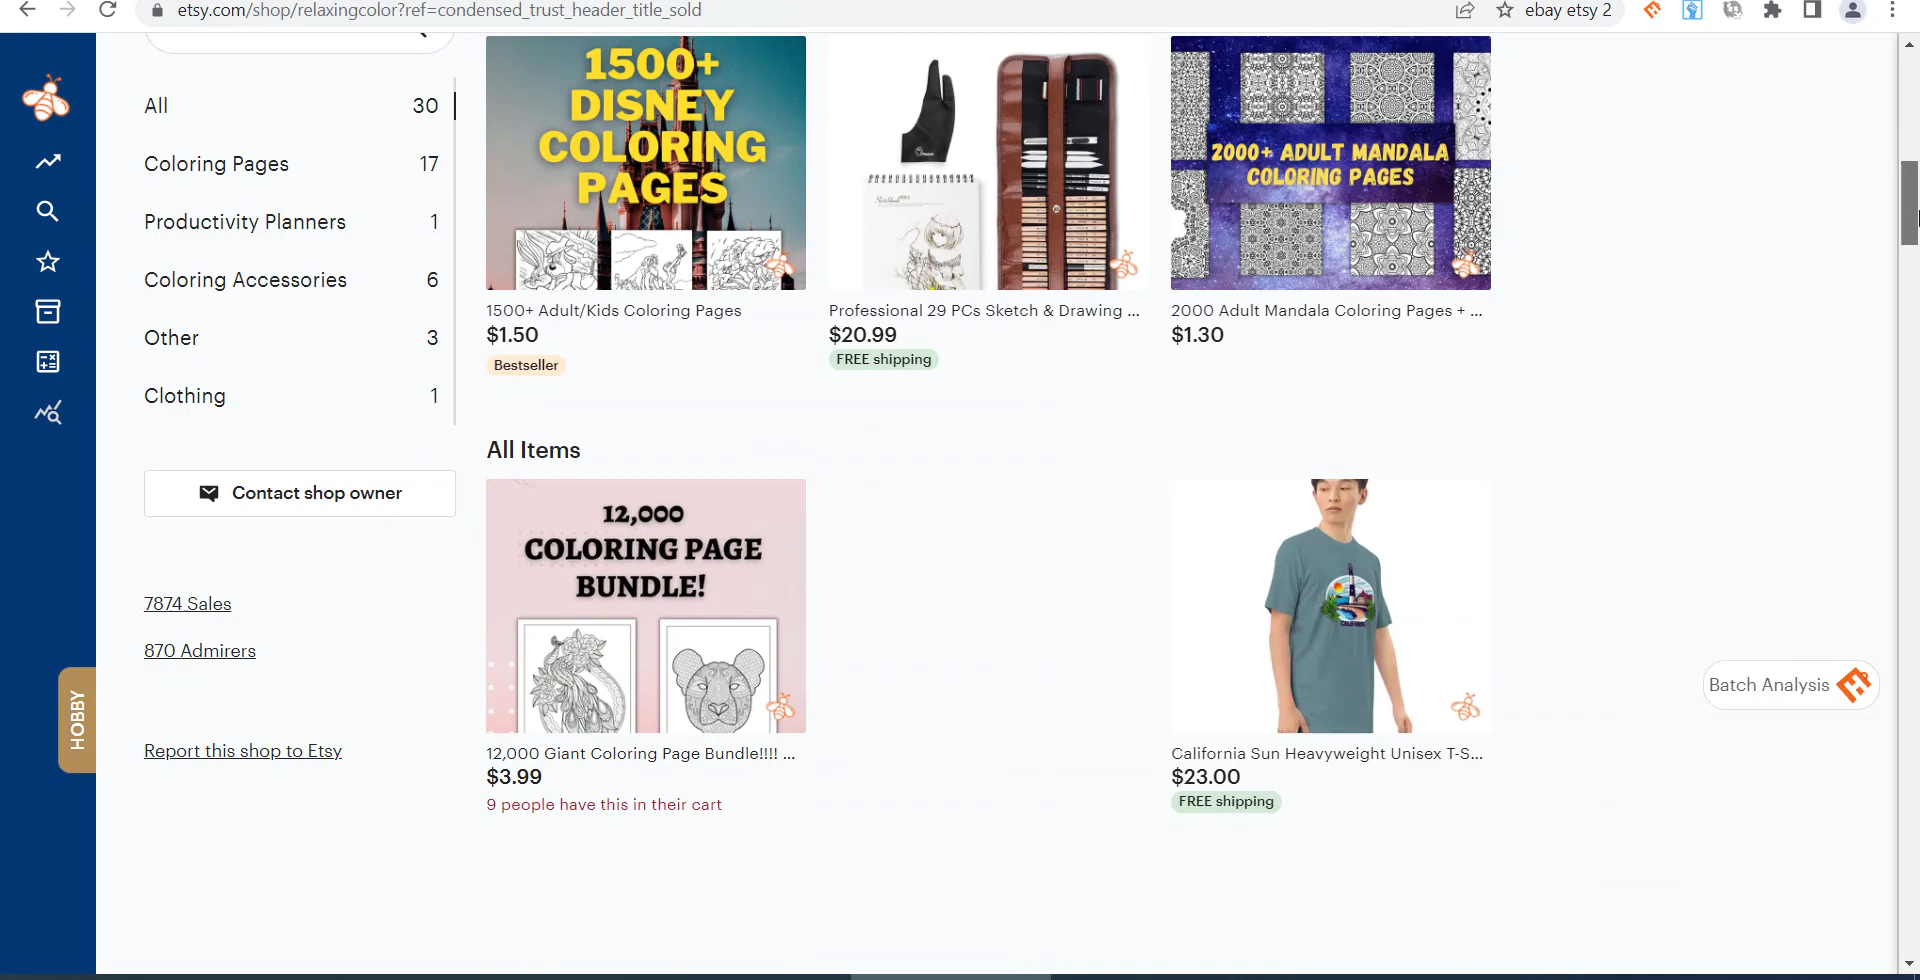 etsy.com/shop/relaxingcolor?ref=condensed_trust_header_title_sold
ebay etsy 2
All 30
Coloring Pages 17
Productivity Planners 1
Coloring Accessories 6
Other 3
Clothing 1
Contact shop owner
7874 Sales
870 Admirers
Report this shop to Etsy
HOBBY
1500+
DISNEY
COLORING
PAGES
1500+ Adult/Kids Coloring Pages
$1.50
Bestseller
Professional 29 PCs Sketch & Drawing ...
$20.99
FREE shipping
2000+ ADULT MANDALA
COLORING PAGES
2000 Adult Mandala Coloring Pages + ...
$1.30
All Items
12,000
COLORING PAGE
BUNDLE!
12,000 Giant Coloring Page Bundle!!!! ...
$3.99
9 people have this in their cart
CALIFORNIA
California Sun Heavyweight Unisex T-S...
$23.00
FREE shipping
Batch Analysis